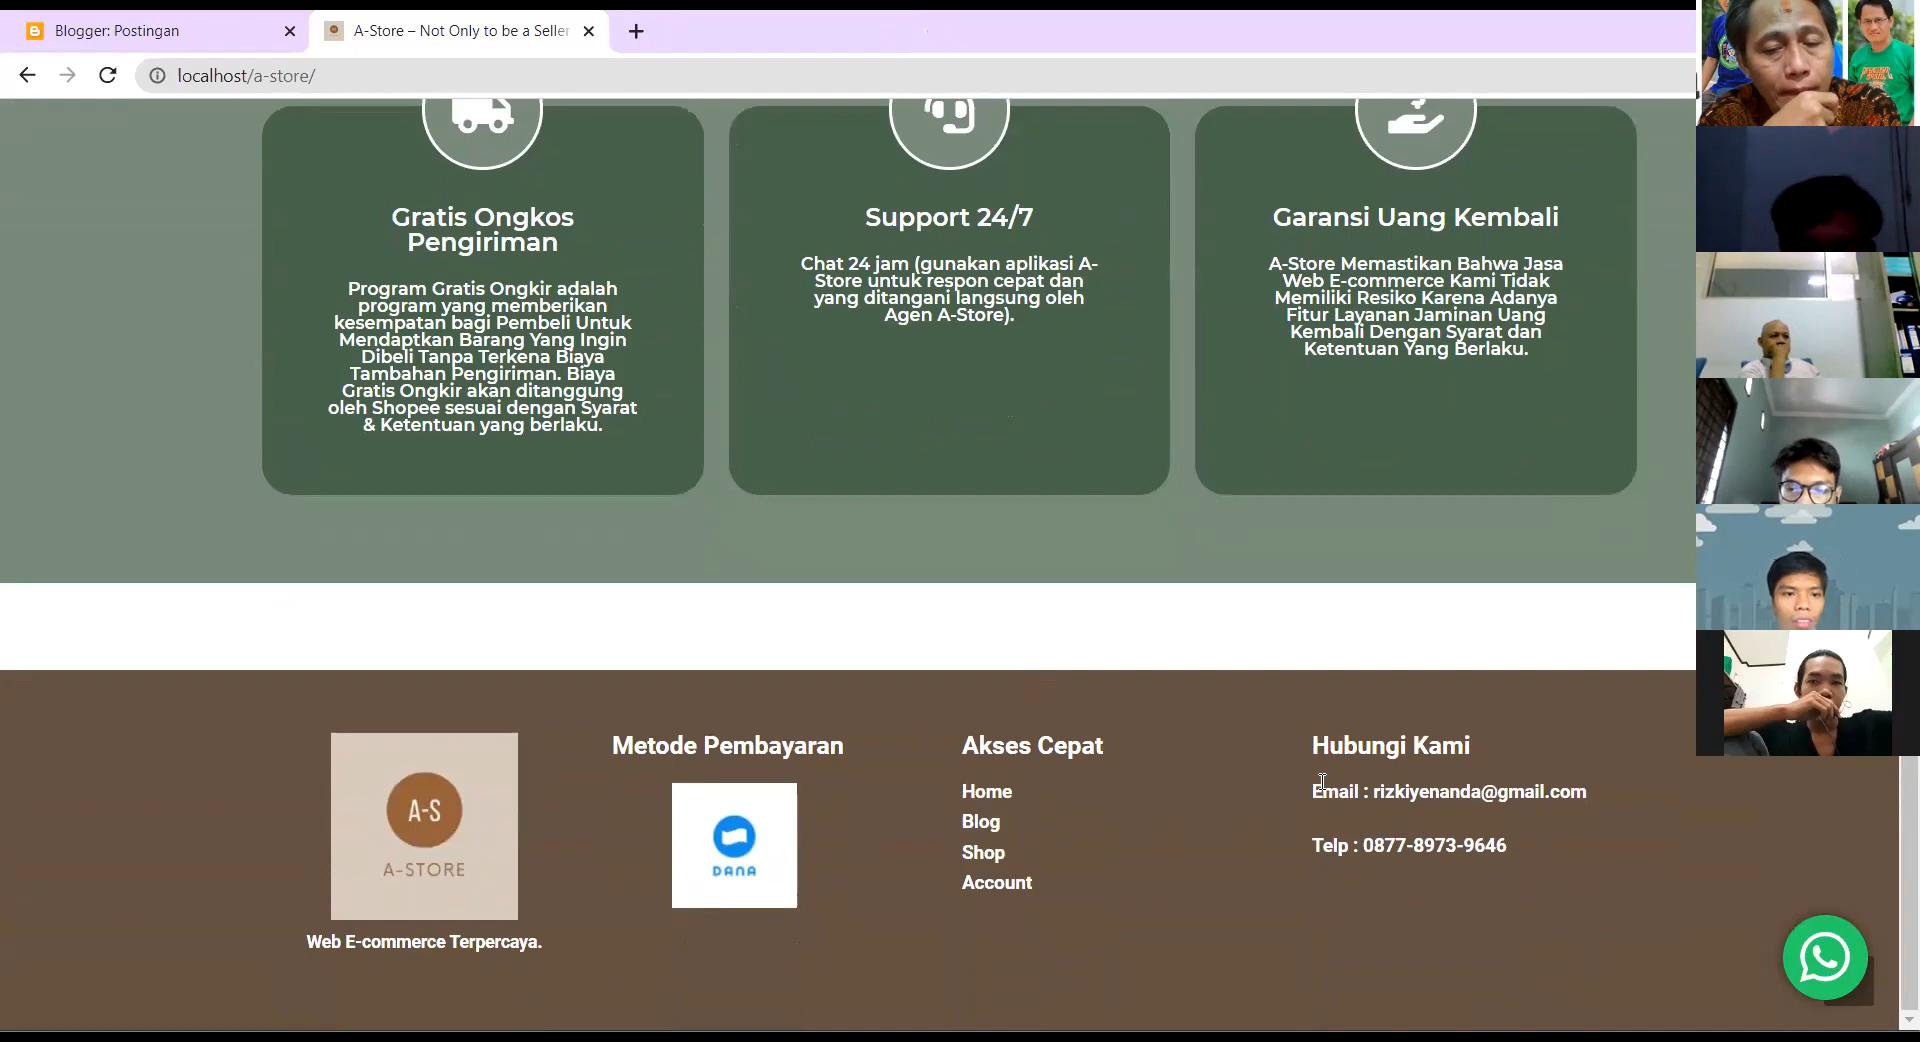 Blogger: Postingan
A-Store – Not Only to be a Seller
localhost/a-store/
Gratis Ongkos
Pengiriman
Program Gratis Ongkir adalah
program yang memberikan
kesempatan bagi Pembeli Untuk
Mendaptkan Barang Yang Ingin
Dibeli Tanpa Terkena Biaya
Tambahan Pengiriman. Biaya
Gratis Ongkir akan ditanggung
oleh Shopee sesuai dengan Syarat
& Ketentuan yang berlaku.
Support 24/7
Chat 24 jam (gunakan aplikasi A-
Store untuk respon cepat dan
yang ditangani langsung oleh
Agen A-Store).
Garansi Uang Kembali
A-Store Memastikan Bahwa Jasa
Web E-commerce Kami Tidak
Memiliki Resiko Karena Adanya
Fitur Layanan Jaminan Uang
Kembali Dengan Syarat dan
Ketentuan Yang Berlaku.
A-S
A-STORE
Web E-commerce Terpercaya.
Metode Pembayaran
DANA
Akses Cepat
Home
Blog
Shop
Account
Hubungi Kami
Email : rizkiyenanda@gmail.com
Telp : 0877-8973-9646